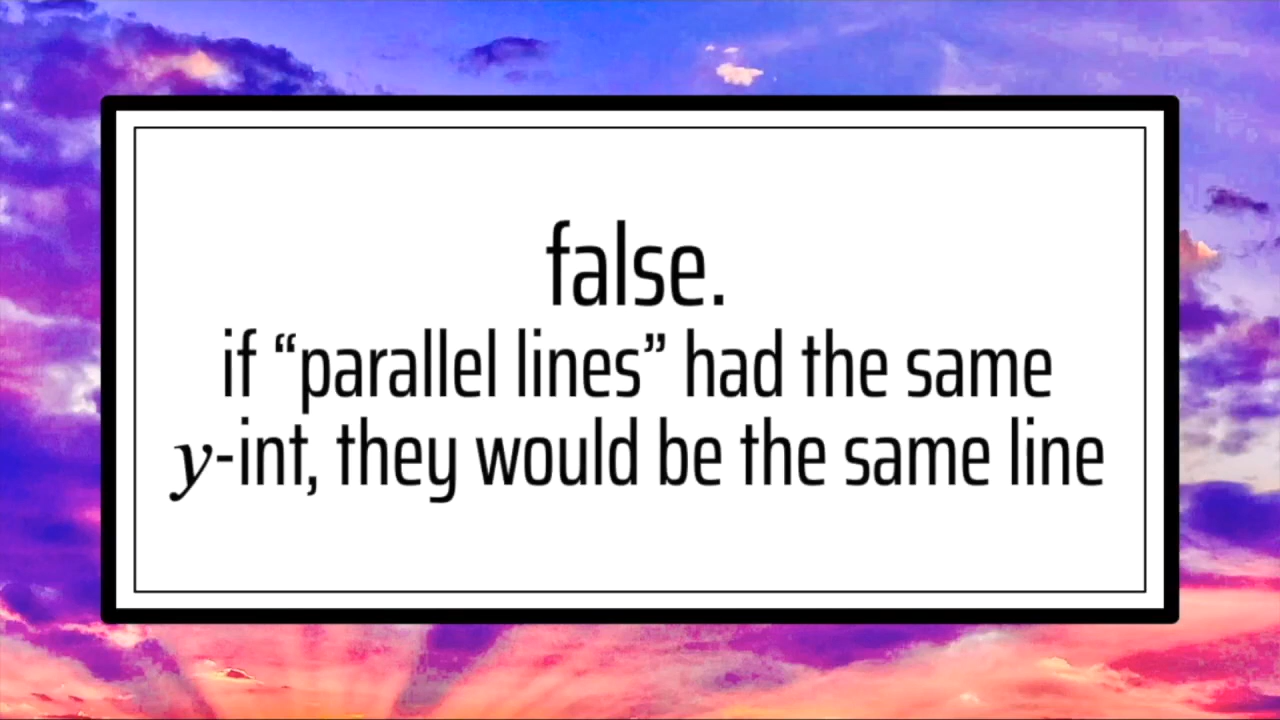 false.
if “parallel lines” had the same
y-int, they would be the same line